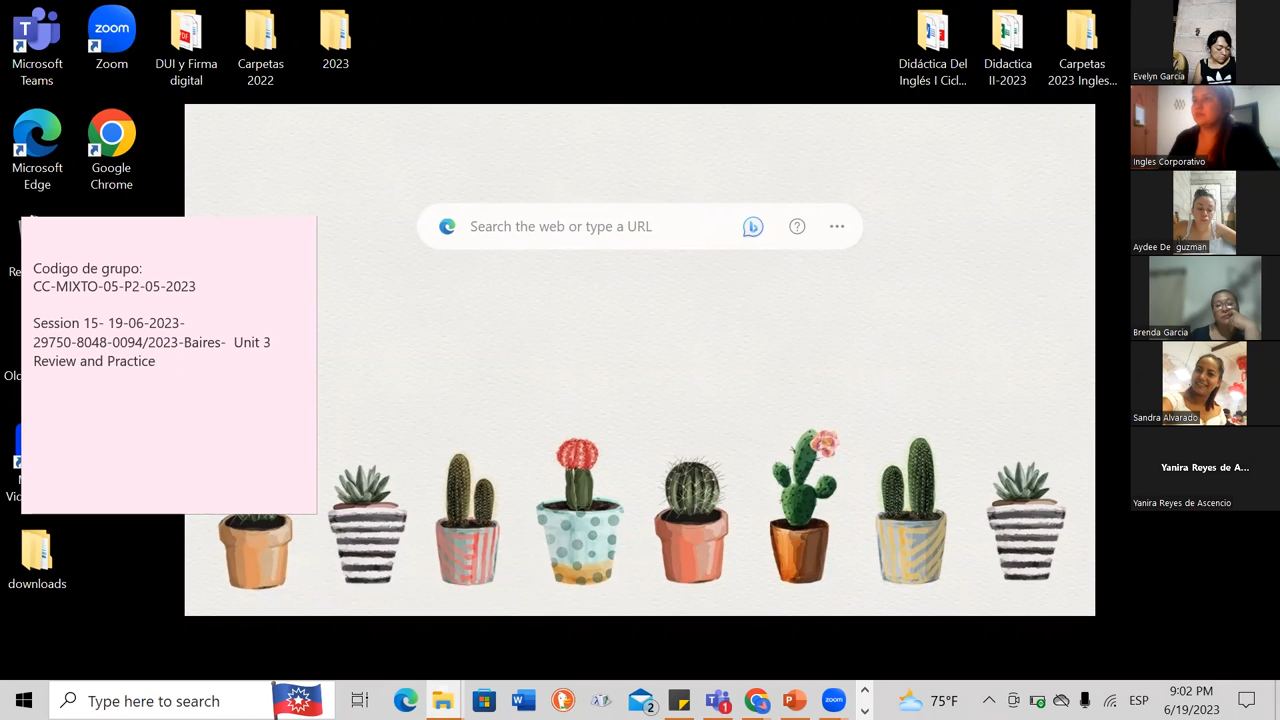 Microsoft
Teams
zoom
Zoom
DUI y Firma
digital
Carpetas
2022
2023
Didáctica Del
Inglés I Cicl...
Didactica
II-2023
Carpetas
2023 Ingles...
Microsoft
Edge
Google
Chrome
Search the web or type a URL
Codigo de grupo:
CC-MIXTO-05-P2-05-2023
Session 15- 19-06-2023-
29750-8048-0094/2023-Baires- Unit 3
Review and Practice
downloads
Evelyn Garcia
Ingles Corporativo
Aydee De guzman
Brenda Garcia
Sandra Alvarado
Yanira Reyes de A...
Yanira Reyes de Ascencio
Type here to search
2
1
zoom
75°F
ESP
9:02 PM
6/19/2023